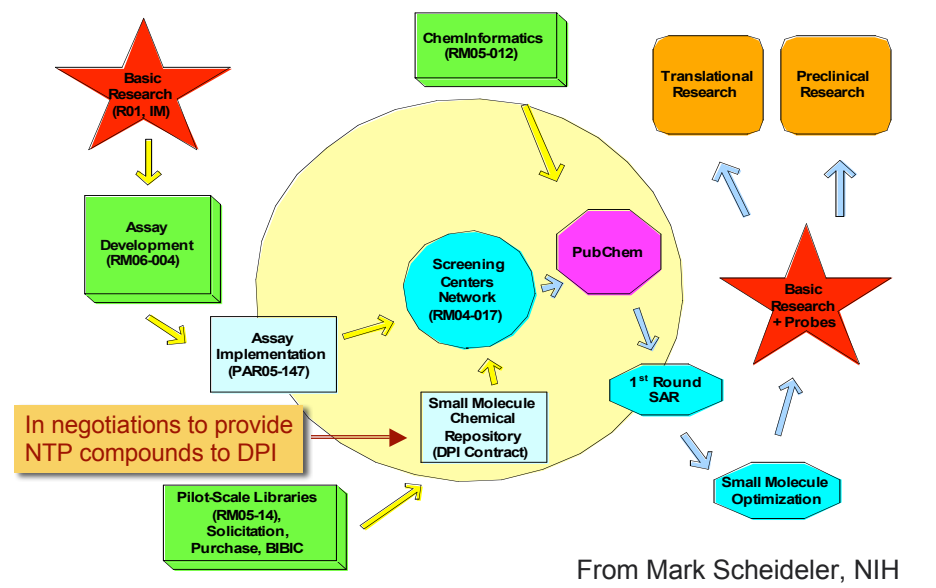 ChemInformatics
(RM05-012)
Basic
Research
(R01, IM)
Translational
Research
Preclinical
Research
Assay
Development
(RM06-004)
PubChem
Screening
Centers
Network
(RM04-017)
Basic
Research
+ Probes
Assay
Implementation
(PAR05-147)
1st Round
SAR
Small Molecule
Chemical
Repository
(DPI Contract)
In negotiations to provide
NTP compounds to DPI
Small Molecule
Optimization
Pilot-Scale Libraries
(RM05-14),
Solicitation,
Purchase, BIBIC
From Mark Scheideler, NIH